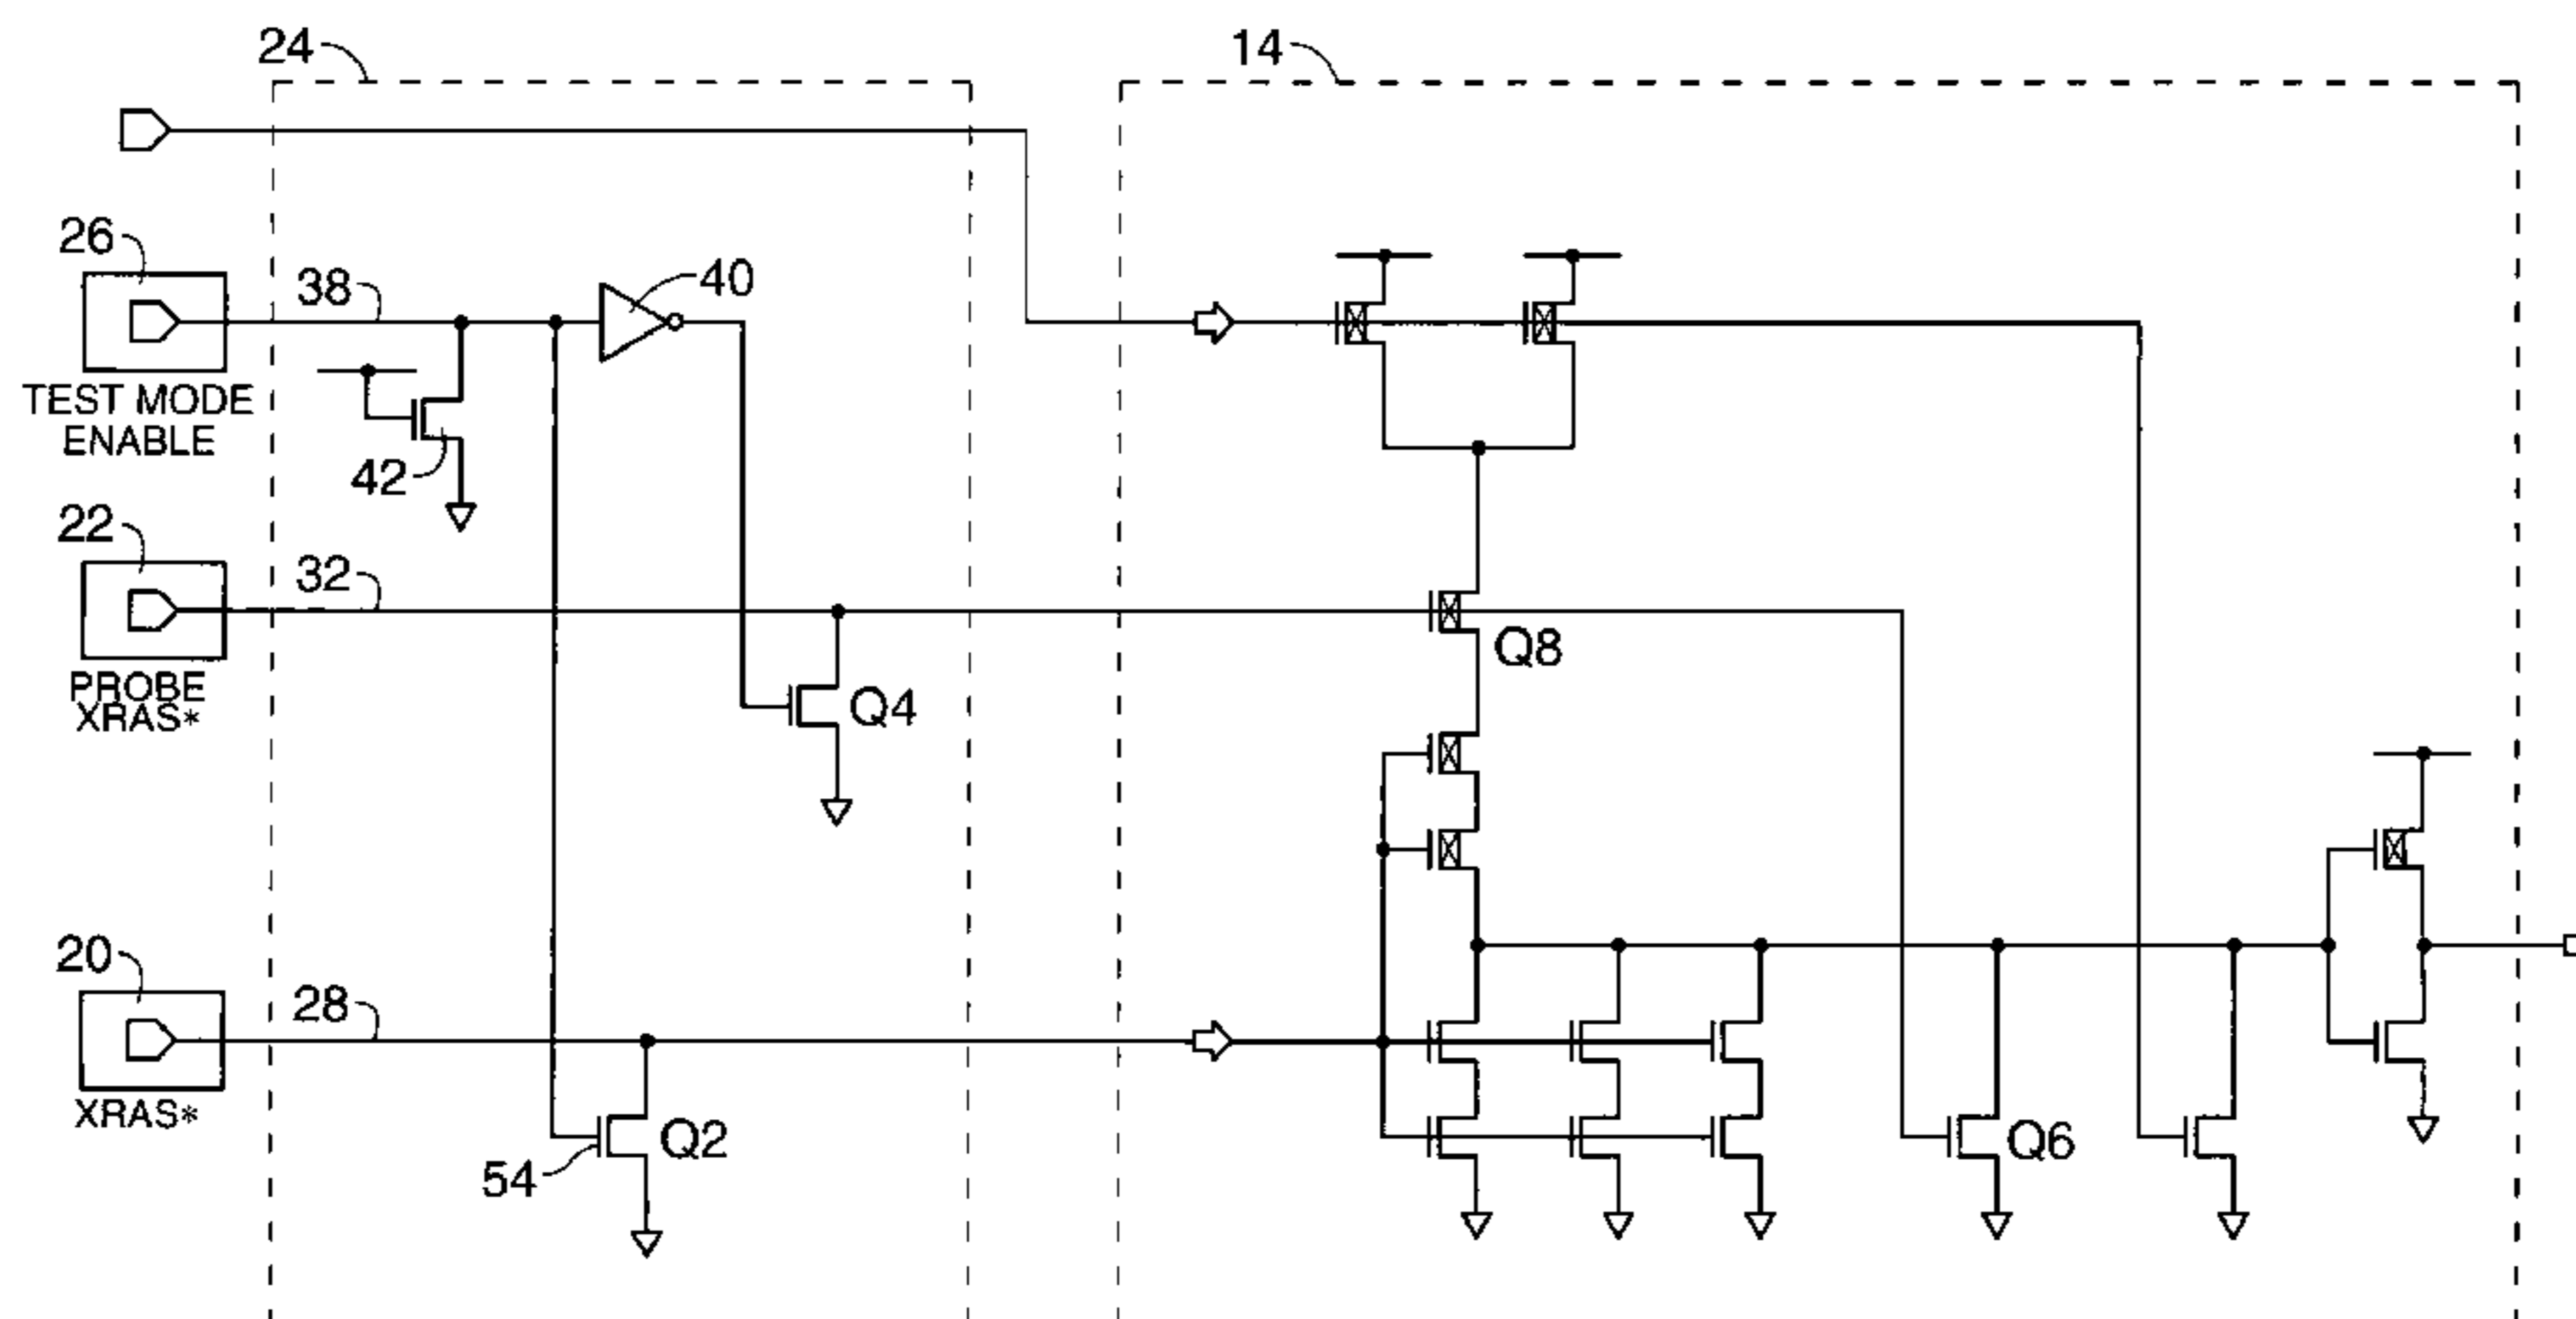 24
14
26
38
40
TEST MODE
ENABLE
42
22
32
PROBE
XRAS*
Q8
Q4
20
28
XRAS*
54
Q2
Q6